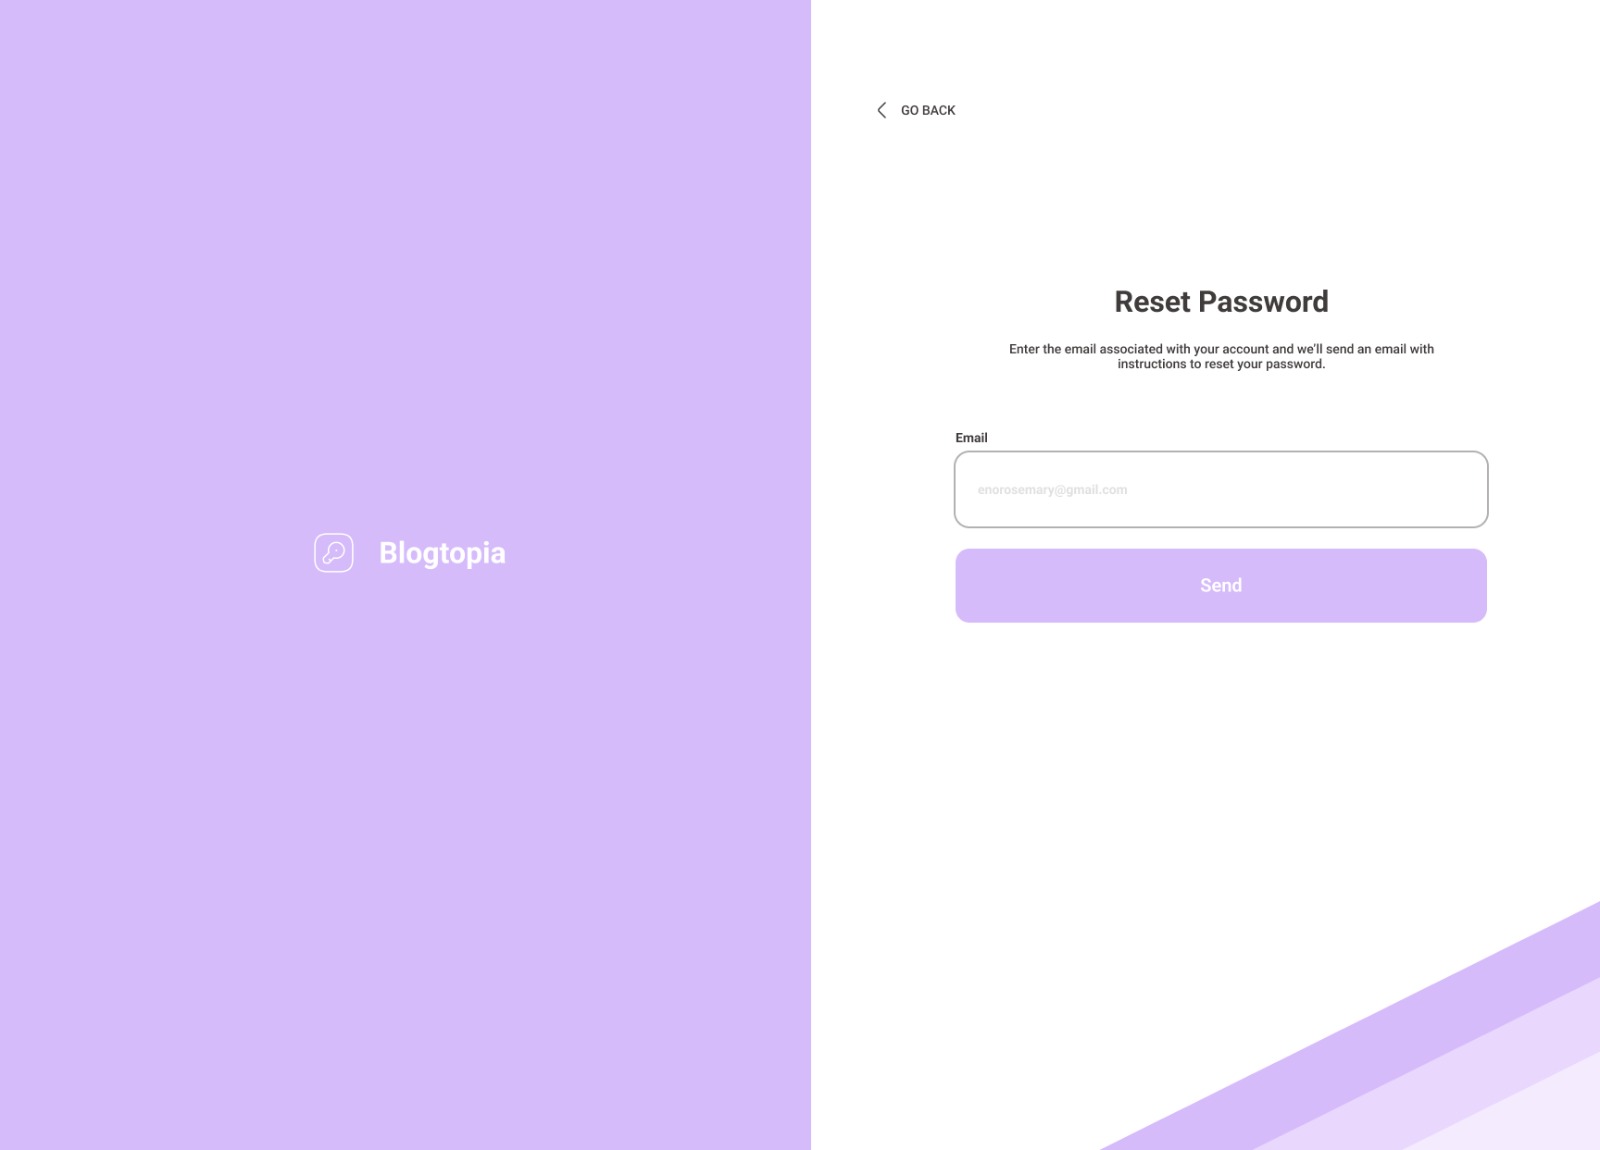 Blogtopia
GO BACK
Reset Password
Enter the email associated with your account and we'll send an email with
instructions to reset your password.
Email
enorosemary@gmail.com
Send